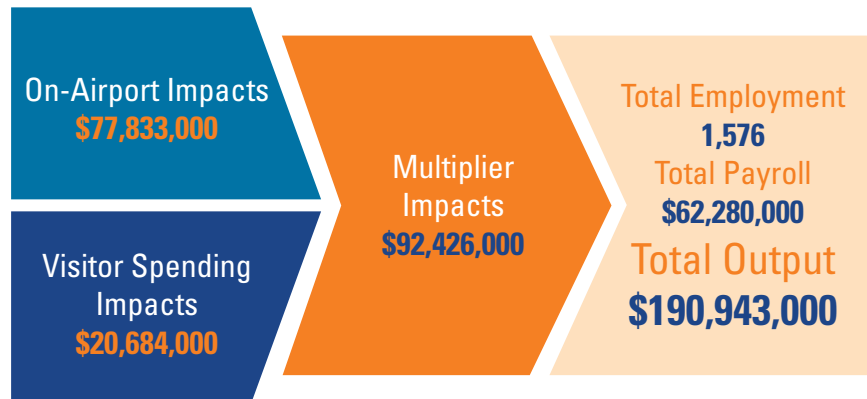 On-Airport Impacts
$77,833,000
Visitor Spending
Impacts
$20,684,000
Multiplier
Impacts
$92,426,000
Total Employment
1,576
Total Payroll
$62,280,000
Total Output
$190,943,000